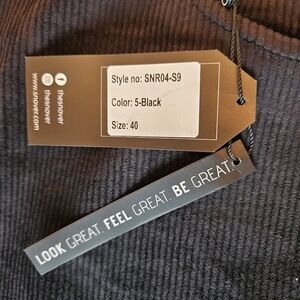 Style no: SNR04-S9
Color: 5-Black
Size: 40
thesnover
thesnover
www.snover.com
LOOK GREAT. FEEL GREAT. BE GREAT.